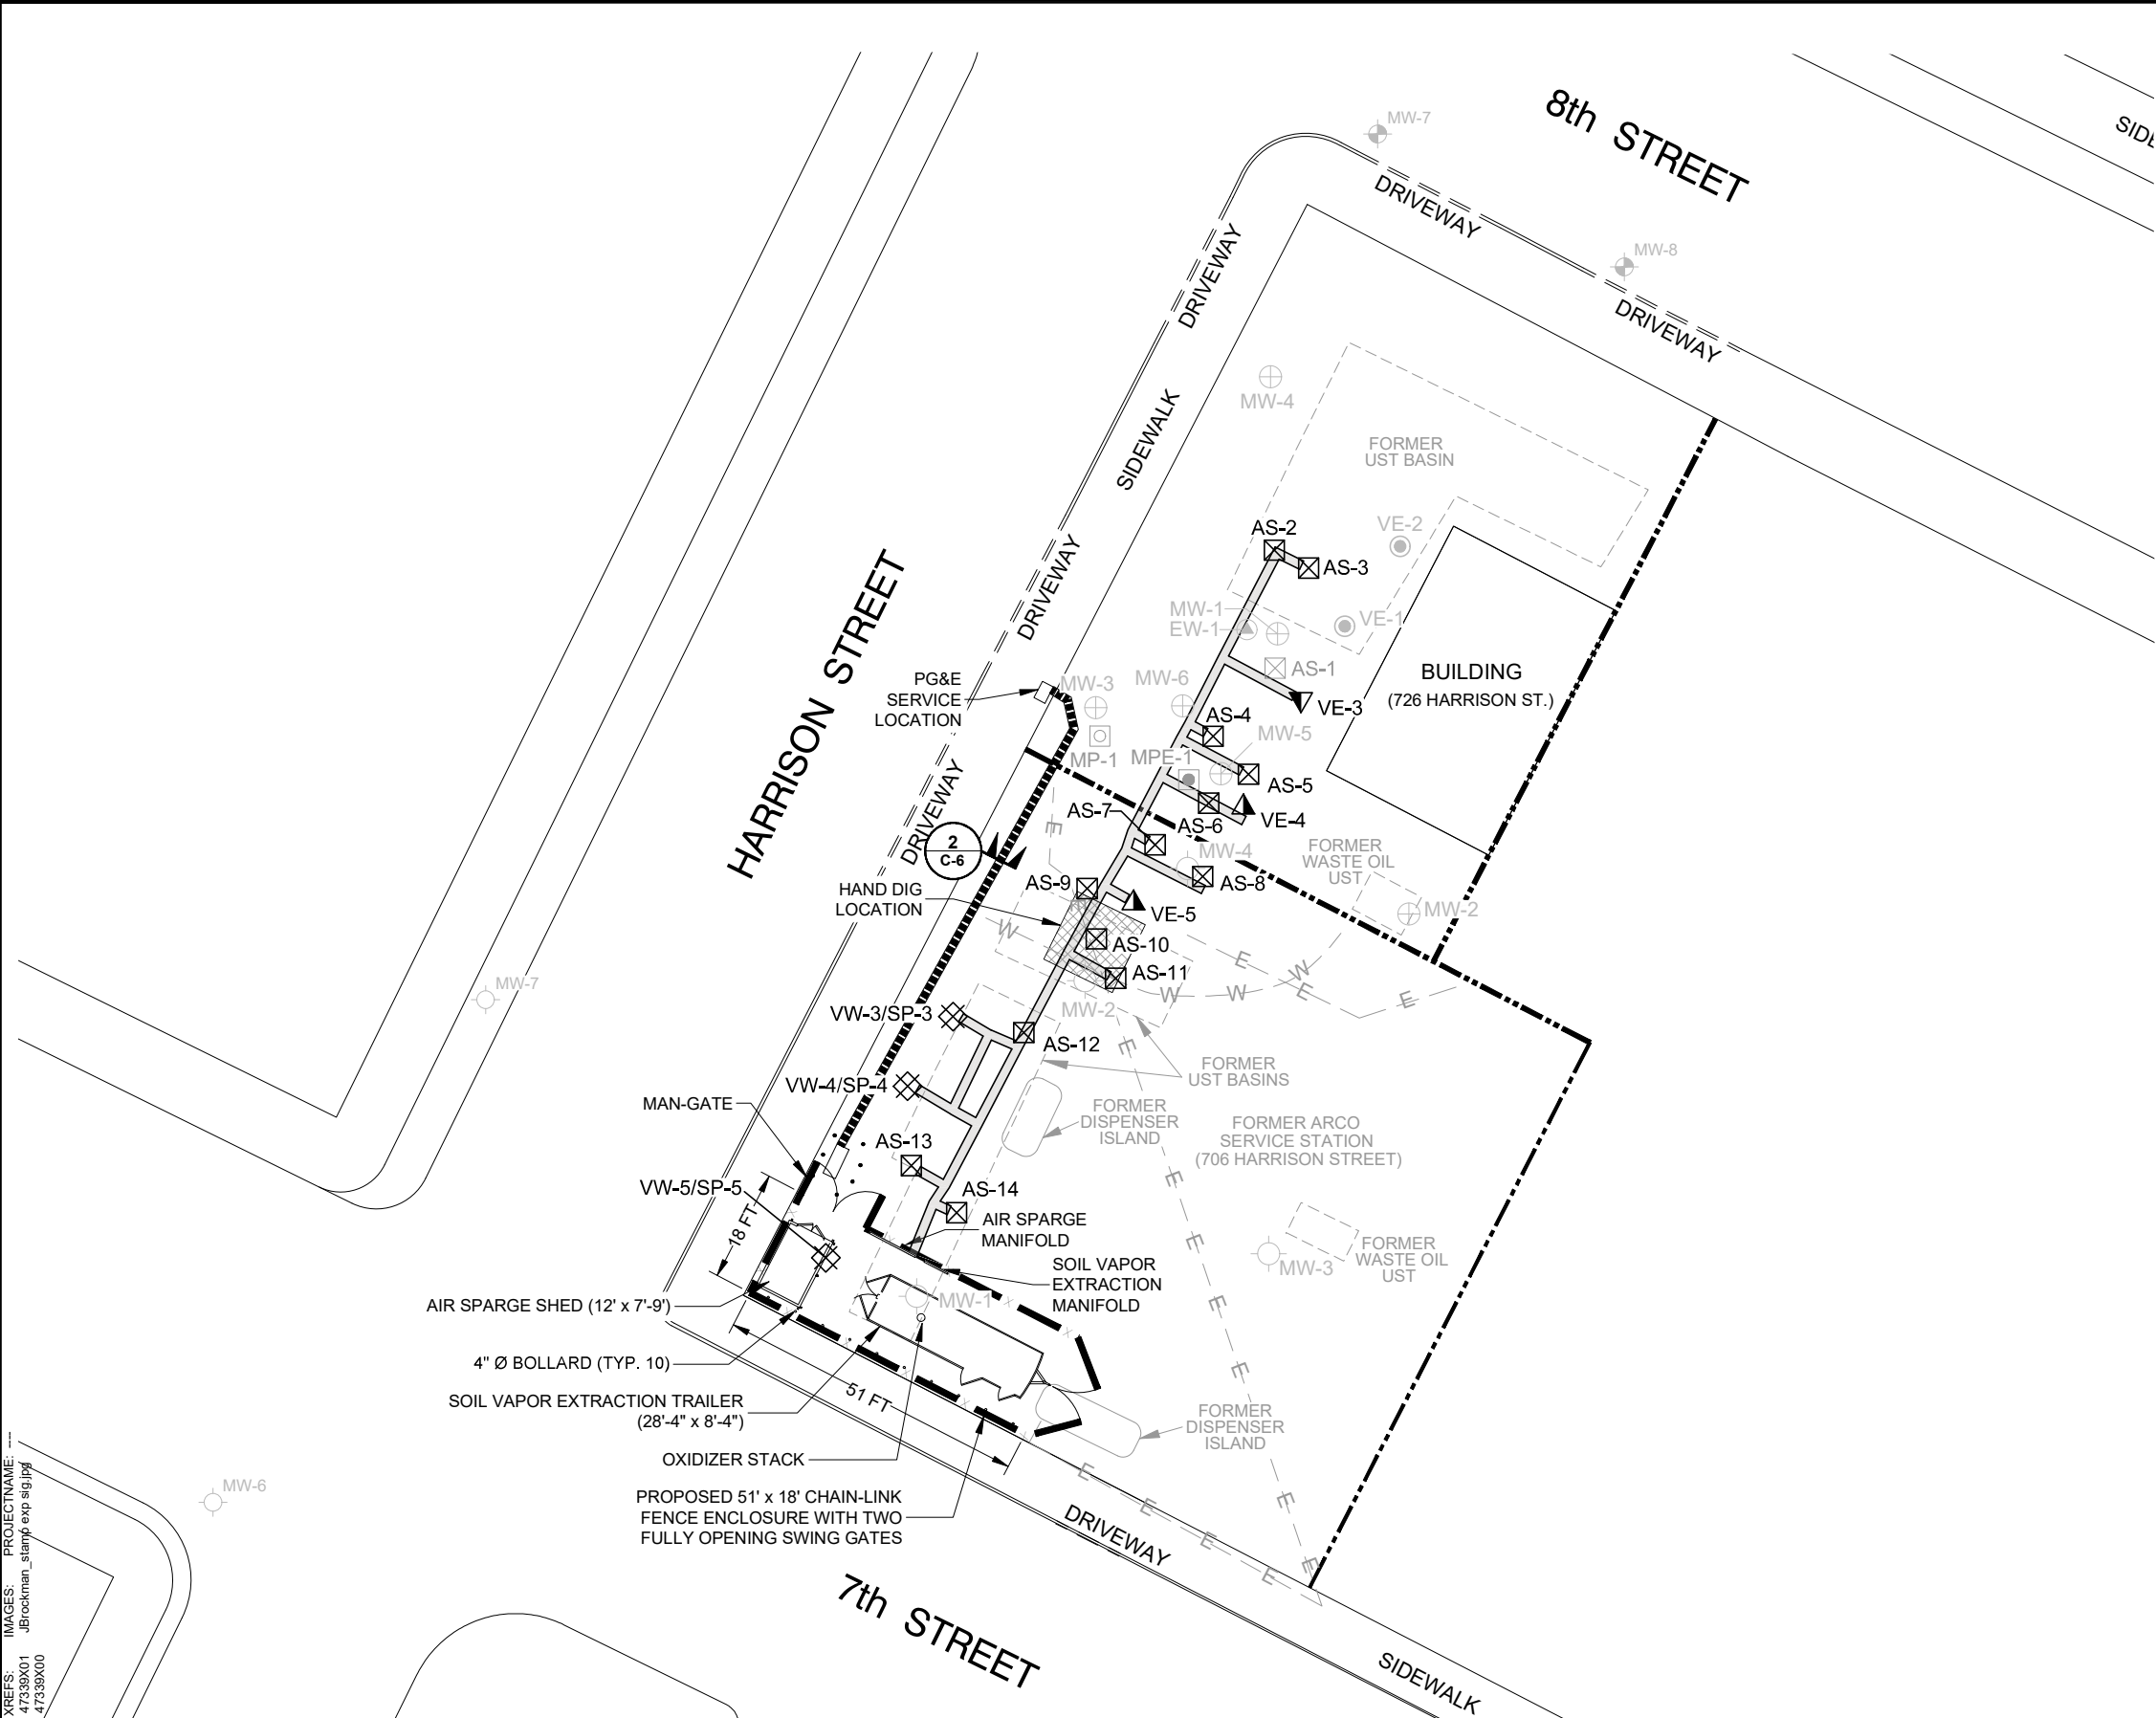 8th STREET
MW-7
SIDE
DRIVEWAY
MW-8
DRIVEWAY
DRIVEWAY
SIDEWALK
MW-4
FORMER
UST BASIN
AS-2
VE-2
AS-3
DRIVEWAY
HARRISON STREET
MW-1
EW-1
VE-1
AS-1
BUILDING
(726 HARRISON ST.)
PG&E
SERVICE
LOCATION
MW-3
MW-6
VE-3
AS-4
MW-5
MP-1
MPE-1
AS-5
DRIVEWAY
AS-7
AS-6
VE-4
E
2
C-6
MW-4
FORMER
WASTE OIL
UST
HAND DIG
LOCATION
AS-9
AS-8
VE-5
MW-2
W
AS-10
E
W
AS-11
E
E
W
W
MW-7
MW-2
VW-3/SP-3
AS-12
E
FORMER
UST BASINS
VW-4/SP-4
MAN-GATE
FORMER
DISPENSER
ISLAND
FORMER ARCO
SERVICE STATION
(706 HARRISON STREET)
AS-13
E
VW-5/SP-5
AS-14
18 FT
AIR SPARGE
MANIFOLD
E
FORMER
WASTE OIL
UST
SOIL VAPOR
EXTRACTION
MANIFOLD
MW-3
MW-1
E
AIR SPARGE SHED (12' x 7'-9')
4" Ø BOLLARD (TYP. 10)
E
SOIL VAPOR EXTRACTION TRAILER
(28'-4" x 8'-4")
51 FT
FORMER
DISPENSER
ISLAND
OXIDIZER STACK
E
E
PROPOSED 51' x 18' CHAIN-LINK
FENCE ENCLOSURE WITH TWO
FULLY OPENING SWING GATES
E
E
E
E
DRIVEWAY
MW-6
7th STREET
SIDEWALK
XREFS:
47339X01
47339X00
IMAGES:
JBrockman_stamp exp sig.jpg
PROJECTNAME: ---